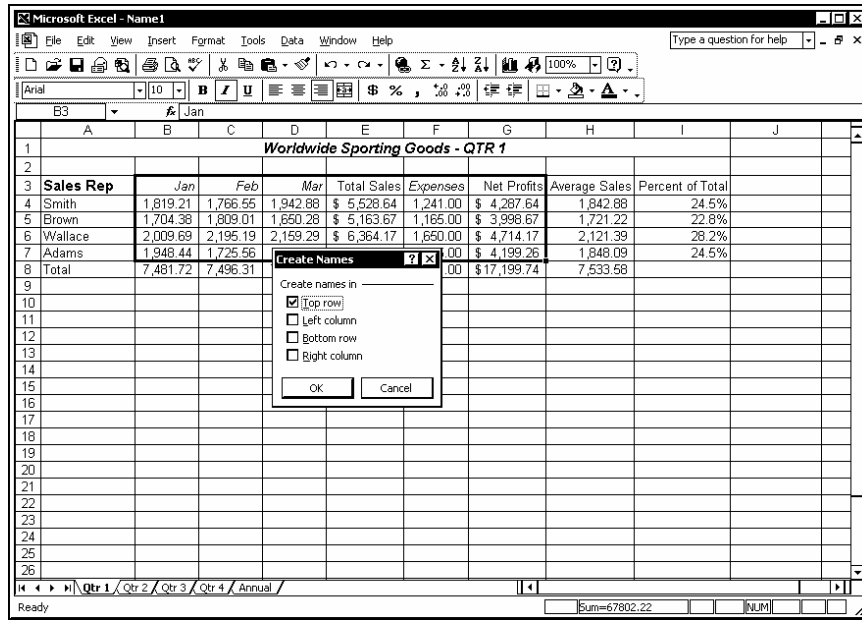 Microsoft Excel - Name1
File Edit View Insert Format Tools Data Window Help Type a question for help
100%
Arial 10 B I U $ % ,
B3 fx Jan
A B C D E F G H I J
1 Worldwide Sporting Goods - QTR 1
2
3 Sales Rep Jan Feb Mar Total Sales Expenses Net Profits Average Sales Percent of Total
4 Smith 1,819.21 1,766.55 1,942.88 $ 5,528.64 1,241.00 $ 4,287.64 1,842.88 24.5%
5 Brown 1,704.38 1,809.01 1,650.28 $ 5,163.67 1,165.00 $ 3,998.67 1,721.22 22.8%
6 Wallace 2,009.69 2,195.19 2,159.29 $ 6,364.17 1,650.00 $ 4,714.17 2,121.39 28.2%
7 Adams 1,948.44 1,725.56 .00 $ 4,199.26 1,848.09 24.5%
8 Total 7,481.72 7,496.31 .00 $17,199.74 7,533.58
Create Names
Create names in
Top row
Left column
Bottom row
Right column
OK Cancel
9
10
11
12
13
14
15
16
17
18
19
20
21
22
23
24
25
26
Qtr 1 Qtr 2 Qtr 3 Qtr 4 Annual
Ready Sum=67802.22 NUM